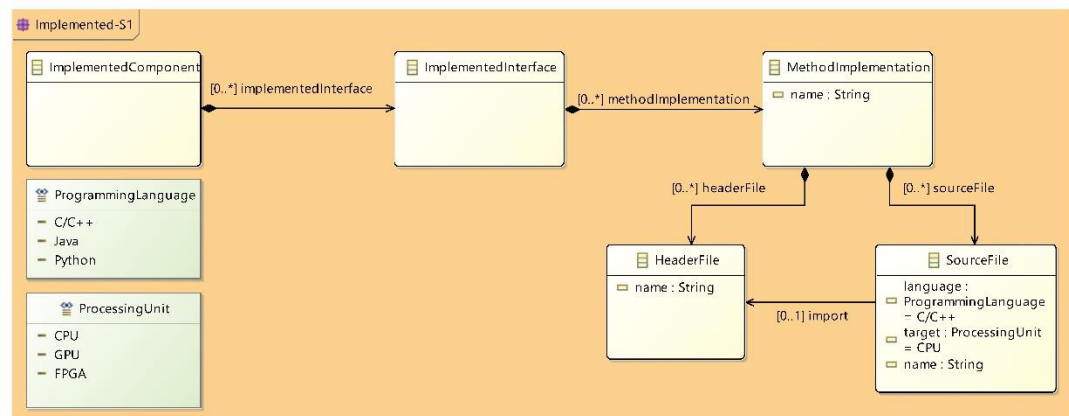 Implemented-S1
ImplementedComponent
[0..*] implementedInterface
ImplementedInterface
[0..*] methodImplementation
MethodImplementation
name : String
[0..*] headerFile
[0..*] sourceFile
ProgrammingLanguage
C/C++
Java
Python
ProcessingUnit
CPU
GPU
FPGA
HeaderFile
name : String
[0..1] import
SourceFile
language :
ProgrammingLanguage
= C/C++
target : ProcessingUnit
= CPU
name : String